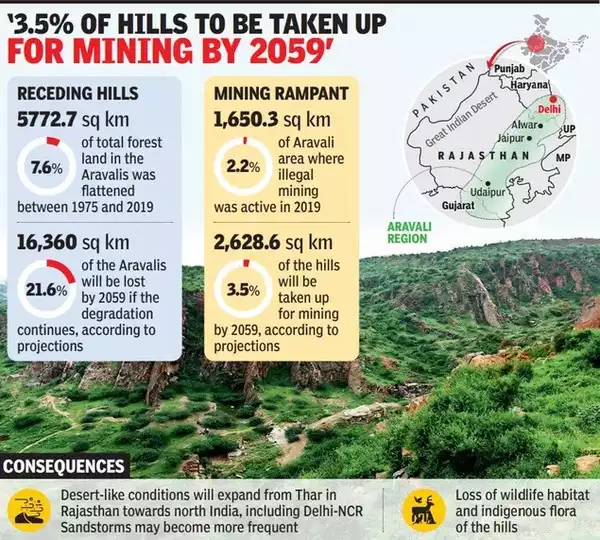 '3.5% OF HILLS TO BE TAKEN UP
FOR MINING BY 2059'
RECEDING HILLS
5772.7 sq km
7.6%
of total forest
land in the
Aravalis was
flattened
between 1975 and 2019
16,360 sq km
21.6%
of the Aravalis
will be lost
by 2059 if the
degradation
continues, according to
projections
MINING RAMPANT
1,650.3 sq km
2.2%
of Aravali
area where
illegal
mining
was active in 2019
2,628.6 sq km
3.5%
of the hills
will be
taken up
for mining
by 2059, according to
projections
PAKISTAN
Punjab
Haryana
Delhi
Great Indian Desert
Alwar
UP
Jaipur
RAJASTHAN
MP
Udaipur
Gujarat
ARAVALI
REGION
CONSEQUENCES
Desert-like conditions will expand from Thar in
Rajasthan towards north India, including Delhi-NCR
Sandstorms may become more frequent
Loss of wildlife habitat
and indigenous flora
of the hills